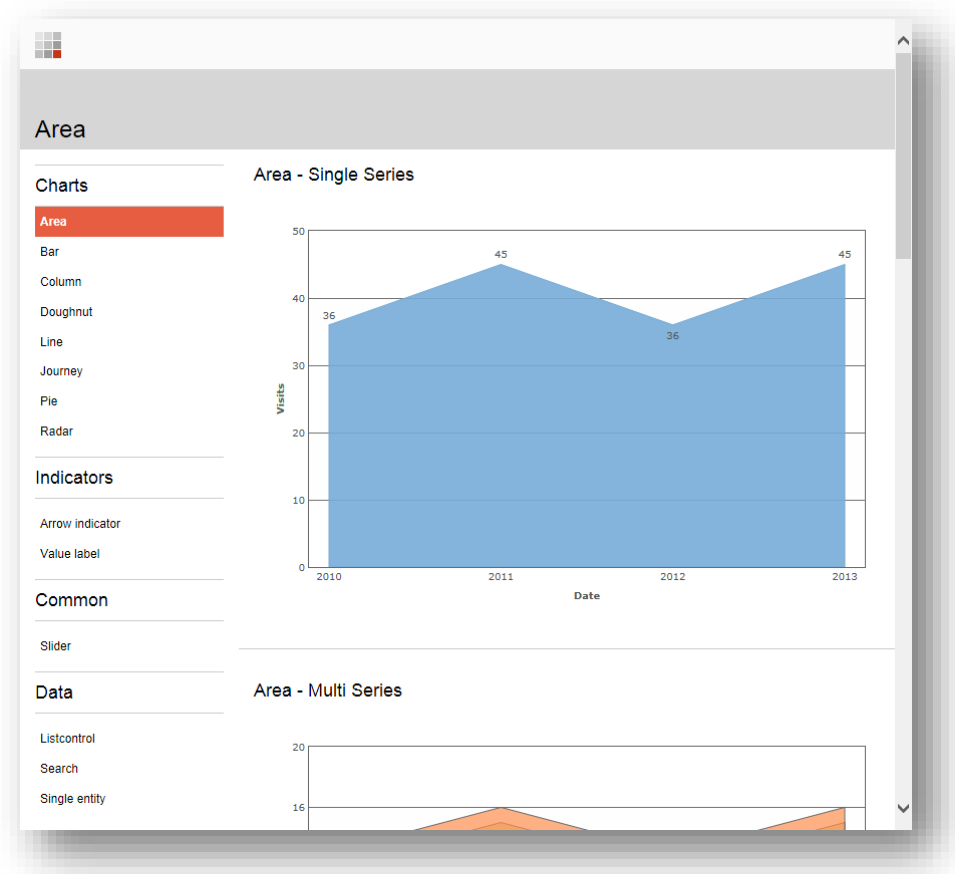 Area
Charts
Area
Bar
Column
Doughnut
Line
Journey
Pie
Radar
Indicators
Arrow indicator
Value label
Common
Slider
Data
Listcontrol
Search
Single entity
Area - Single Series
50
40
30
20
10
0
Visits
36
45
36
45
2010 2011 2012 2013
Date
Area - Multi Series
20
16